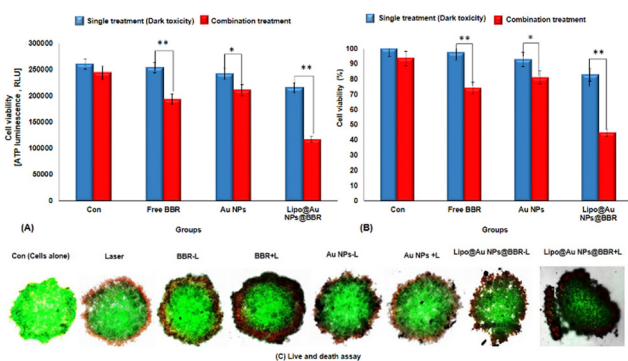 Single treatment (Dark toxicity) Combination treatment
300000
250000
200000
150000
100000
50000
0
Cell viability
[ATP luminescence , RLU]
** * **
Con Free BBR Au NPs Lipo@Au
NPs@BBR
(A) Groups
Single treatment (Dark toxicity) Combination treatment
100
90
80
70
60
50
40
30
20
10
0
Cell viability (%)
** * **
Con Free BBR Au NPs Lipo@Au
NPs@BBR
(B) Groups
Con (Cells alone) Laser BBR-L BBR+L Au NPs-L Au NPs +L Lipo@Au NPs@BBR-L Lipo@Au NPs@BBR+L
(C) Live and death assay